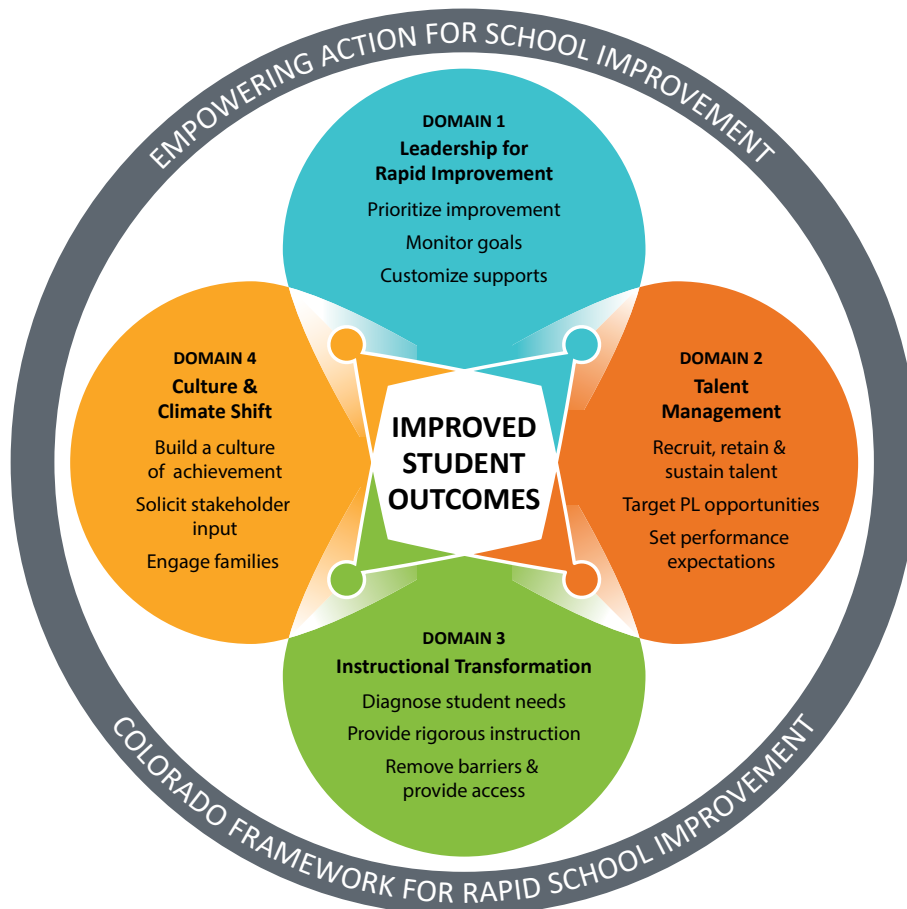 EMPOWERING ACTION FOR SCHOOL IMPROVEMENT
DOMAIN 1
Leadership for
Rapid Improvement
Prioritize improvement
Monitor goals
Customize supports
DOMAIN 4
Culture &
Climate Shift
Build a culture
of achievement
Solicit stakeholder
input
Engage families
IMPROVED
STUDENT
OUTCOMES
DOMAIN 2
Talent
Management
Recruit, retain &
sustain talent
Target PL opportunities
Set performance
expectations
DOMAIN 3
Instructional Transformation
Diagnose student needs
Provide rigorous instruction
Remove barriers &
provide access
COLORADO FRAMEWORK FOR RAPID SCHOOL IMPROVEMENT